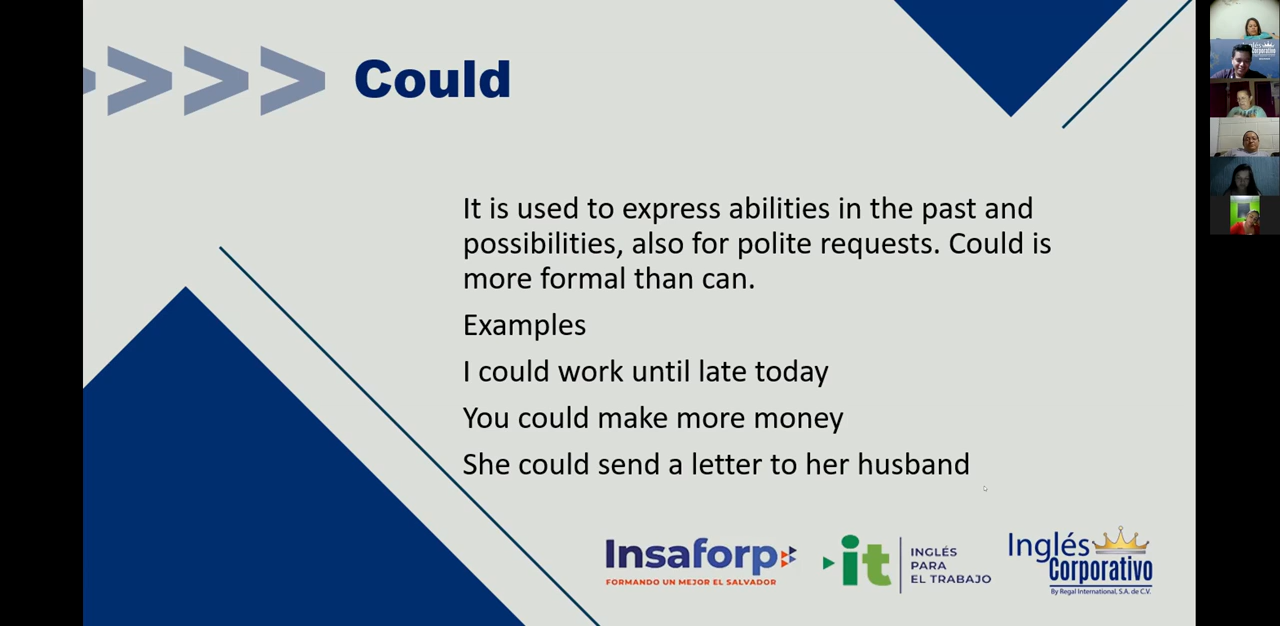 Could
It is used to express abilities in the past and
possibilities, also for polite requests. Could is
more formal than can.
Examples
I could work until late today
You could make more money
She could send a letter to her husband
Insaforp
FORMANDO UN MEJOR EL SALVADOR
it
INGLÉS
PARA
EL TRABAJO
Inglés
Corporativo
By Regal International, S.A. de C.V.